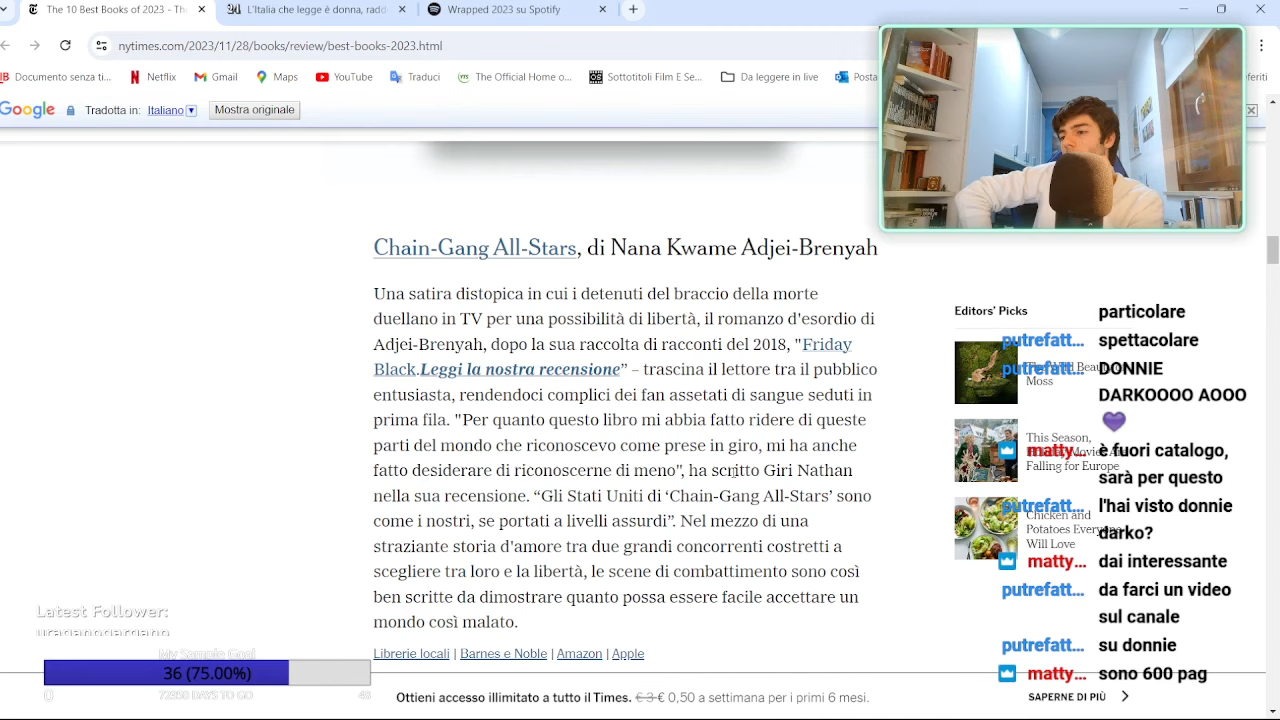 The 10 Best Books of 2023 - The
L'Italia che legge è donna, radd
Wrapped 2023 su Spotify
nytimes.com/2023/11/28/books/review/best-books-2023.html
Documento senza ti...
Netflix
Gmail
Maps
YouTube
Traduci
The Official Home o...
Sottotitoli Film E Se...
Da leggere in live
Posta
Google
Tradotta in: Italiano
Mostra originale
Chain-Gang All-Stars, di Nana Kwame Adjei-Brenyah
Una satira distopica in cui i detenuti del braccio della morte
duellano in TV per una possibilità di libertà, il romanzo d'esordio di
Adjei-Brenyah, dopo la sua raccolta di racconti del 2018, "Friday
Black.Leggi la nostra recensione" – trascina il lettore tra il pubblico
entusiasta, rendendoci complici dei fan assetati di sangue seduti in
prima fila. "Per quanto questo libro mi abbia fatto ridere di queste
parti del mondo che riconoscevo come prese in giro, mi ha anche
fatto desiderare di riconoscere di meno", ha scritto Giri Nathan
nella sua recensione. “Gli Stati Uniti di ‘Chain-Gang All-Stars’ sono
come i nostri, se portati a livelli assurdi”. Nel mezzo di una
straziante storia d'amore tra due grandi concorrenti costretti a
scegliere tra loro e la libertà, le scene di combattimento sono così
ben scritte da dimostrare quanto possa essere facile accettare un
mondo così malato.
Librerie locali | Barnes e Noble | Amazon | Apple
Editors’ Picks
Moss
This Season,
Falling for Europe
Chicken and
Potatoes Everyone
Will Love
particolare
putrefatt... spettacolare
putrefatt... DONNIE
DARKOOOO AOOO
matty... è fuori catalogo,
sarà per questo
putrefatt... l'hai visto donnie
darko?
matty... dai interessante
putrefatt... da farci un video
sul canale
putrefatt... su donnie
matty... sono 600 pag
Latest Follower:
My Sample Goal
36 (75.00%)
0
48
Ottieni accesso illimitato a tutto il Times. € 0,50 a settimana per i primi 6 mesi.
SAPERNE DI PIÙ